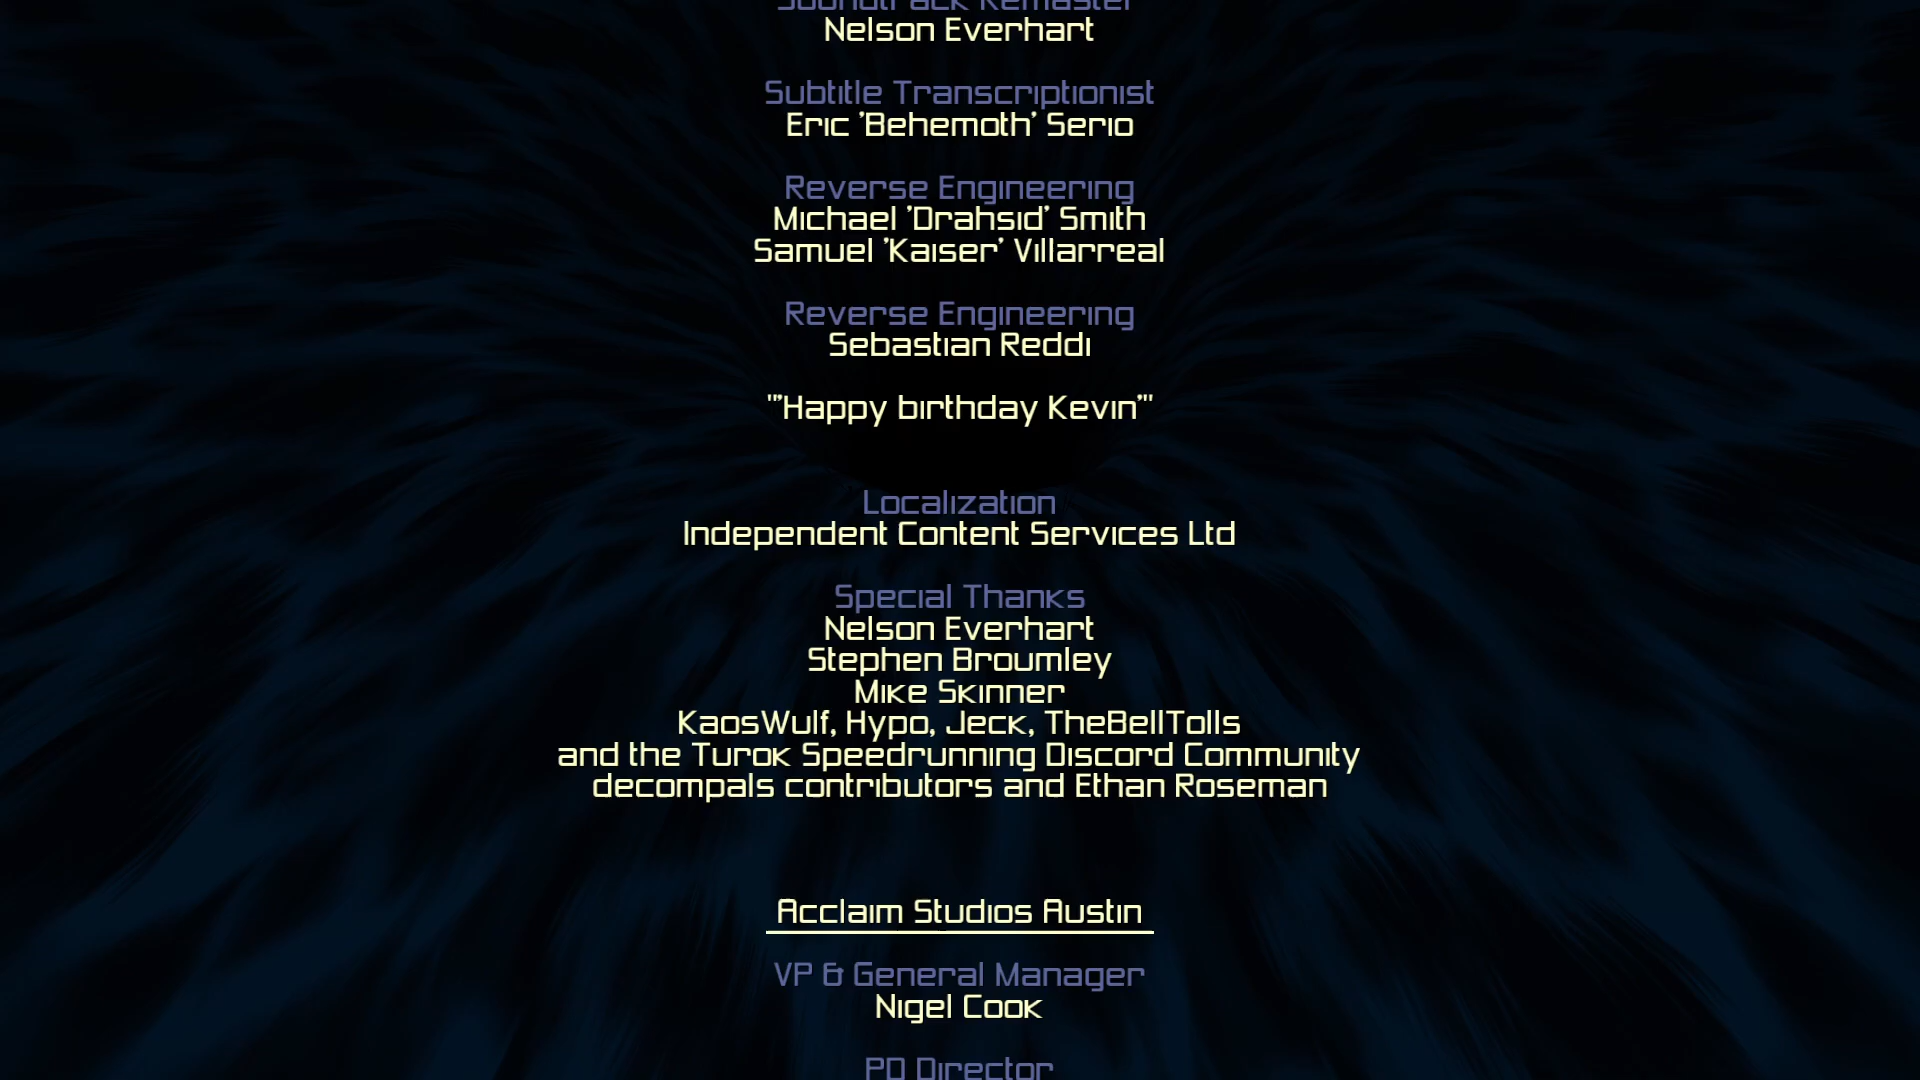 Soundtrack Remaster
Nelson Everhart
Subtitle Transcriptionist
Eric 'Behemoth' Serio
Reverse Engineering
Michael 'Drahsid' Smith
Samuel 'Kaiser' Villarreal
Reverse Engineering
Sebastian Reddi
"'Happy birthday Kevin'"
Localization
Independent Content Services Ltd
Special Thanks
Nelson Everhart
Stephen Broumley
Mike Skinner
KaosWulf, Hypo, Jeck, TheBellTolls
and the Turok Speedrunning Discord Community
decompals contributors and Ethan Roseman
Acclaim Studios Austin
VP & General Manager
Nigel Cook
PD Director